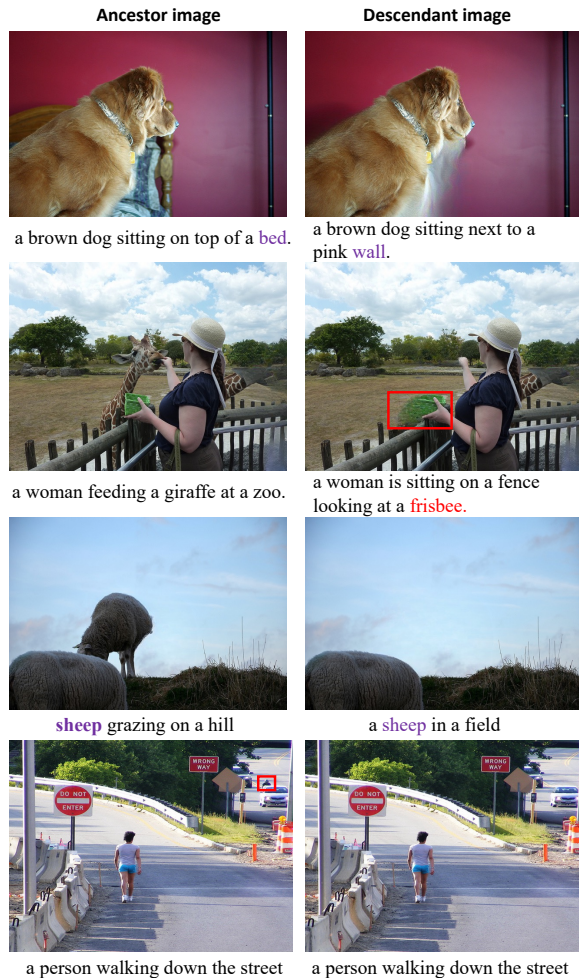 Ancestor image
Descendant image
a brown dog sitting on top of a bed.
a brown dog sitting next to a
pink wall.
a woman feeding a giraffe at a zoo.
a woman is sitting on a fence
looking at a frisbee.
sheep grazing on a hill
a sheep in a field
WRONG
WAY
DO NOT
ENTER
WRONG
WAY
DO NOT
ENTER
a person walking down the street
a person walking down the street